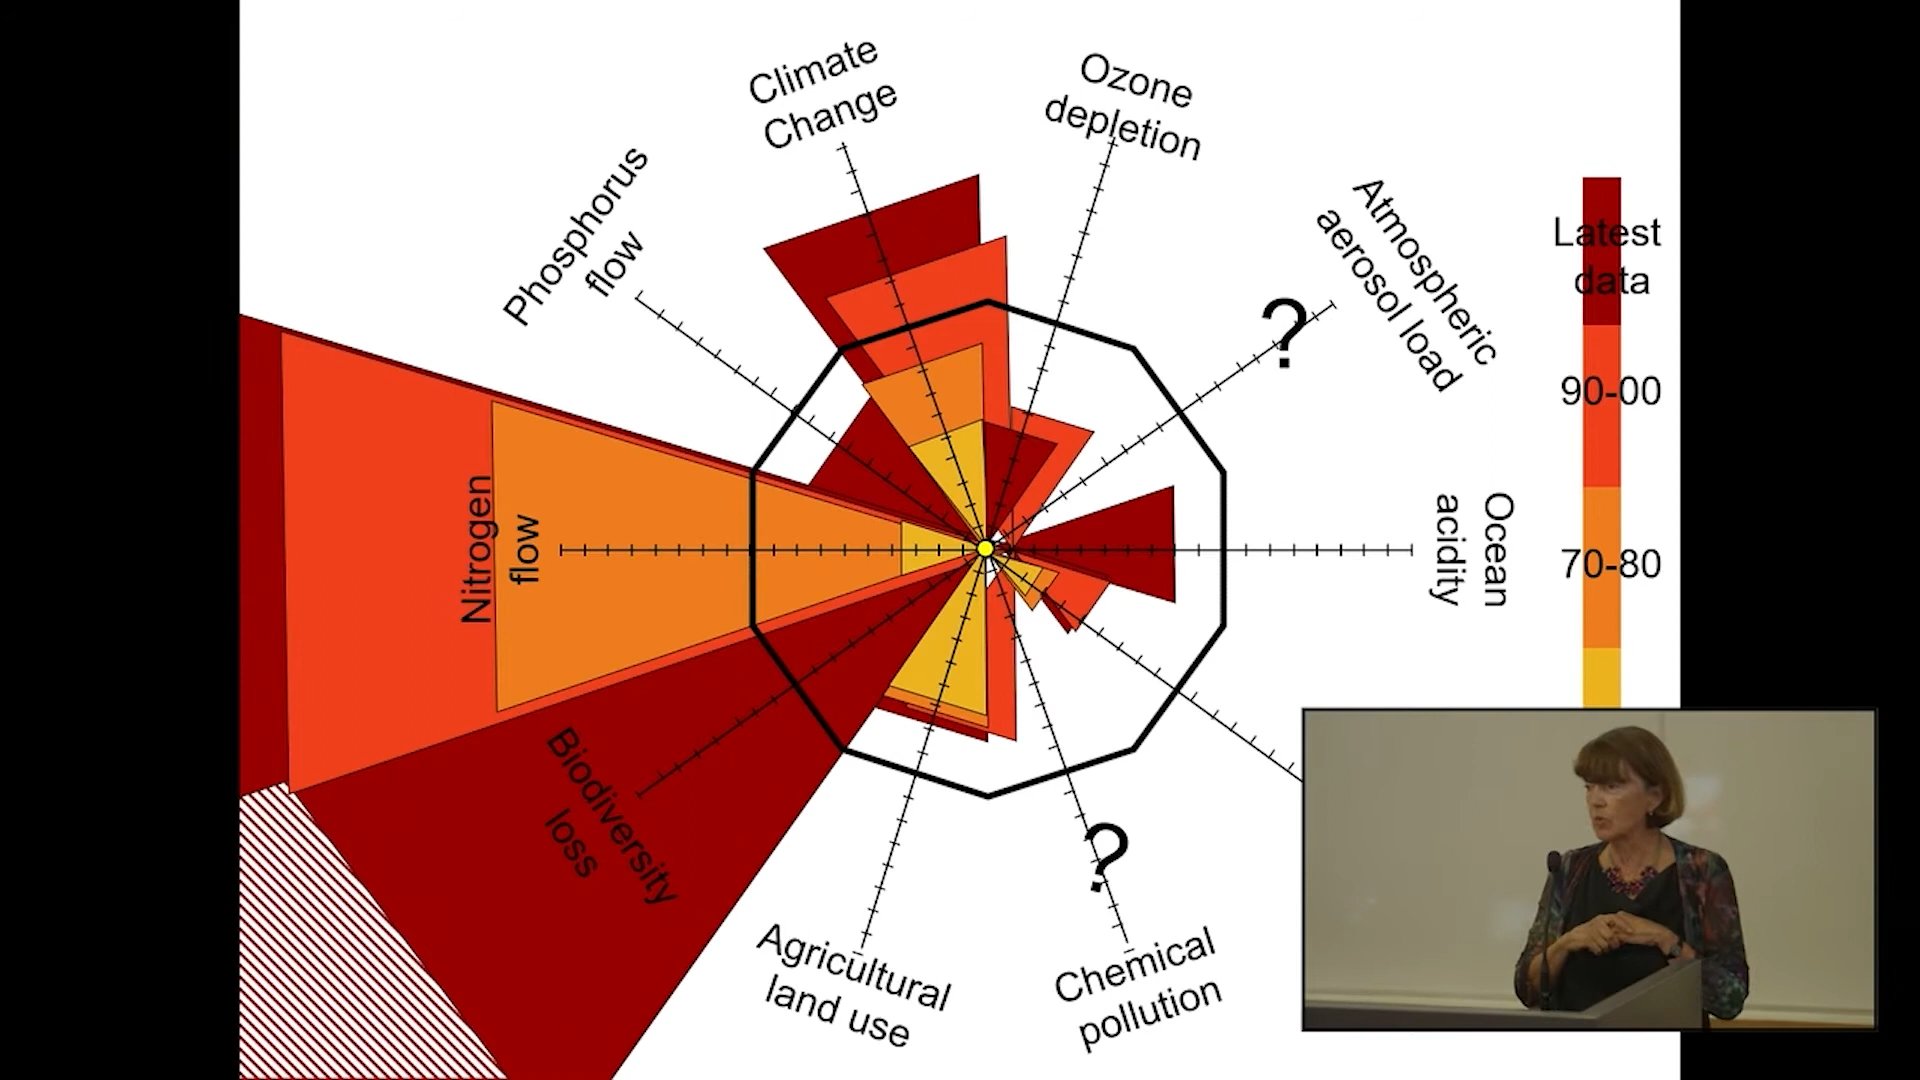 Climate
Change
Ozone
depletion
Phosphorus
flow
Atmospheric
aerosol load
?
Latest
data
90-00
70-80
Nitrogen
flow
Ocean
acidity
Biodiversity
loss
?
Agricultural
land use
Chemical
pollution